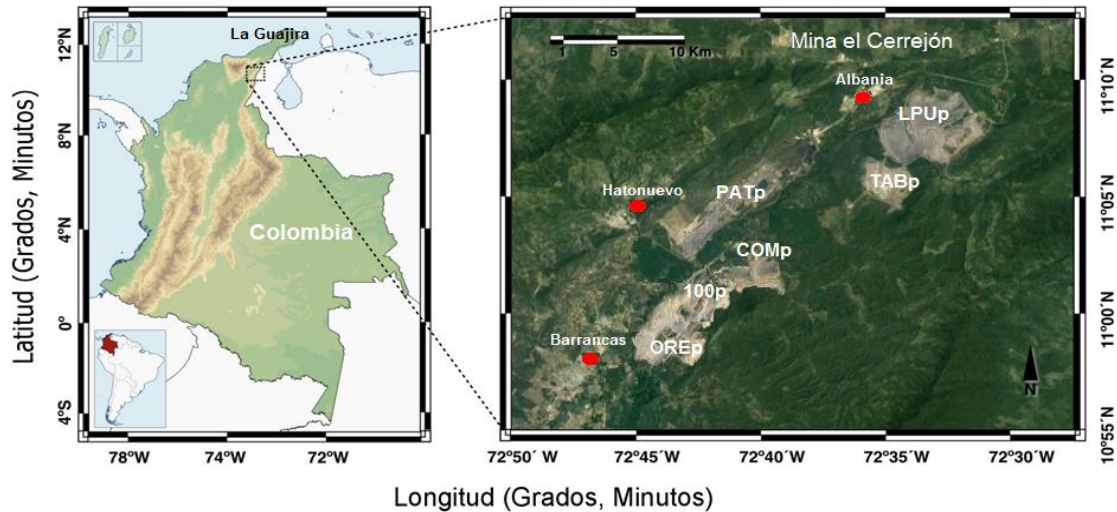 La Guajira
Colombia
12°N
8°N
4°N
0°
4°S
78°W
74°W
72°W
Latitud (Grados, Minutos)
1 5 10 Km
Mina el Cerrejón
Albania
LPUp
TABp
Hatonuevo
PATp
COMp
100p
Barrancas
OREp
N
11°10´N
11°05´N
11°00´N
10°55´N
72°50´ W
72°45´W
72°40´W
72°35´W
72°30´W
Longitud (Grados, Minutos)